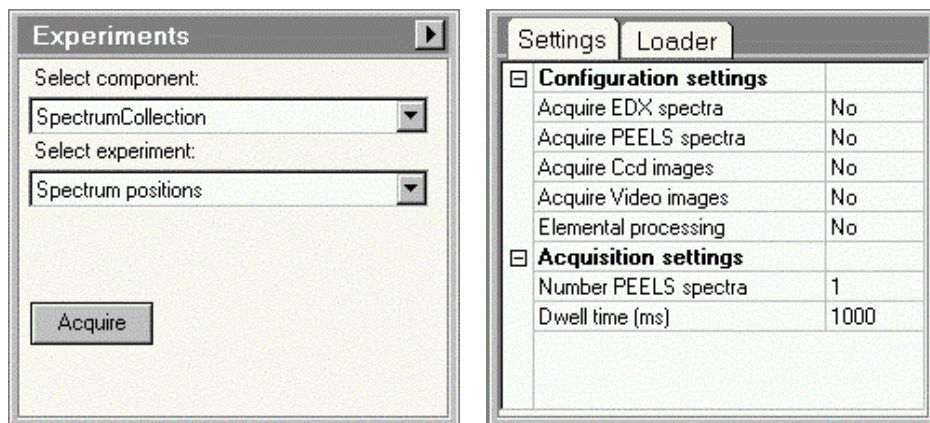 Experiments
Select component:
SpectrumCollection
Select experiment:
Spectrum positions
Acquire
Settings Loader
Configuration settings
Acquire EDX spectra No
Acquire PEELS spectra No
Acquire Ccd images No
Acquire Video images No
Elemental processing No
Acquisition settings
Number PEELS spectra 1
Dwell time (ms) 1000